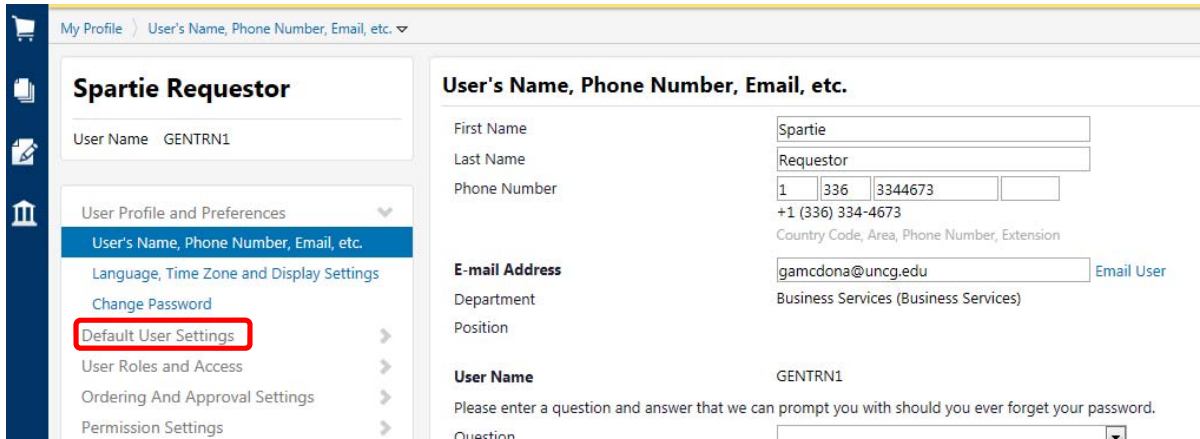 My Profile User's Name, Phone Number, Email, etc.
Spartie Requestor
User Name GENTRN1
User Profile and Preferences
User's Name, Phone Number, Email, etc.
Language, Time Zone and Display Settings
Change Password
Default User Settings
User Roles and Access
Ordering And Approval Settings
Permission Settings
User's Name, Phone Number, Email, etc.
First Name Spartie
Last Name Requestor
Phone Number 1 336 3344673
+1 (336) 334-4673
Country Code, Area, Phone Number, Extension
E-mail Address gamcdona@uncg.edu Email User
Department Business Services (Business Services)
Position
User Name GENTRN1
Please enter a question and answer that we can prompt you with should you ever forget your password.
Question